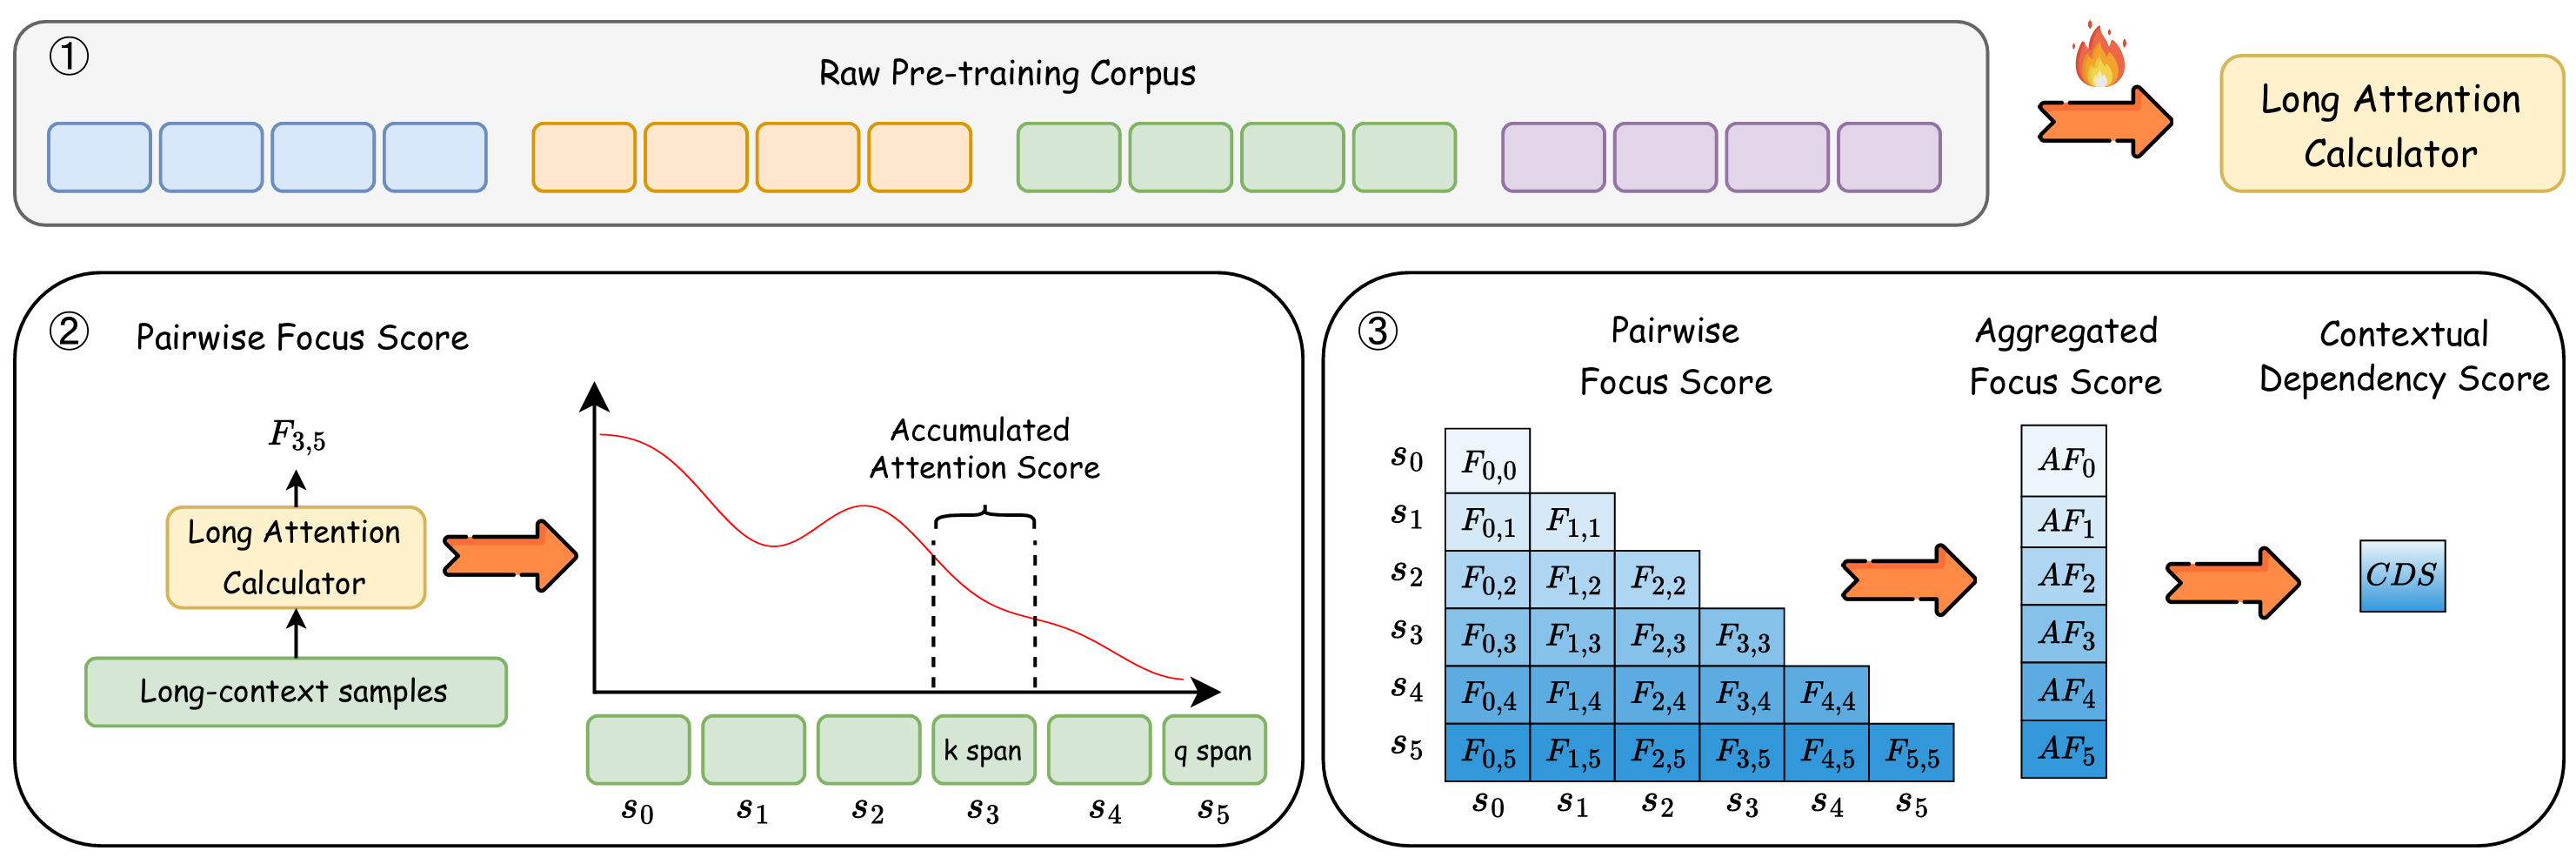 ①
Raw Pre-training Corpus
Long Attention
Calculator
②
Pairwise Focus Score
F_{3,5}
Long Attention
Calculator
Long-context samples
Accumulated
Attention Score
k span
q span
s_0 s_1 s_2 s_3 s_4 s_5
③
Pairwise
Focus Score
Aggregated
Focus Score
Contextual
Dependency Score
s_0 F_{0,0}
s_1 F_{0,1} F_{1,1}
s_2 F_{0,2} F_{1,2} F_{2,2}
s_3 F_{0,3} F_{1,3} F_{2,3} F_{3,3}
s_4 F_{0,4} F_{1,4} F_{2,4} F_{3,4} F_{4,4}
s_5 F_{0,5} F_{1,5} F_{2,5} F_{3,5} F_{4,5} F_{5,5}
s_0 s_1 s_2 s_3 s_4 s_5
AF_0
AF_1
AF_2
AF_3
AF_4
AF_5
CDS